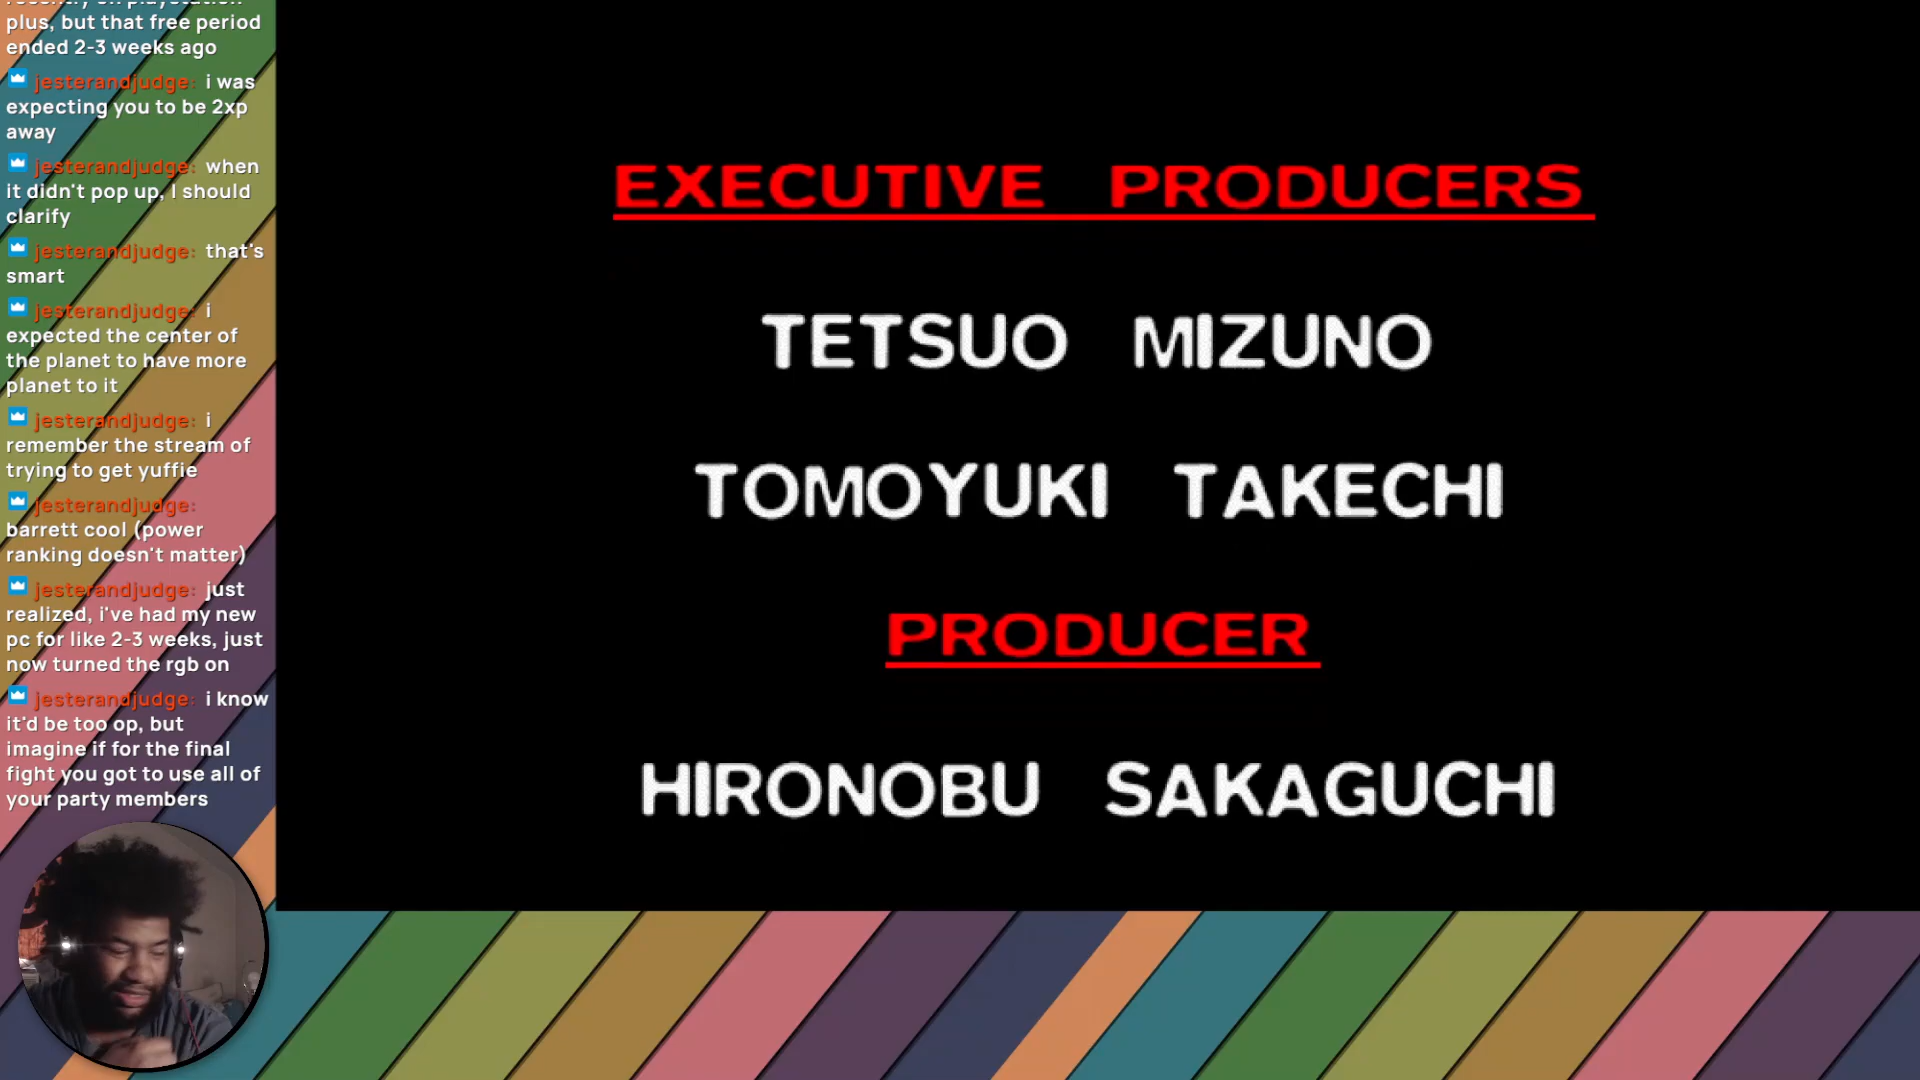 plus, but that free period
ended 2-3 weeks ago
jesterandjudge: i was
expecting you to be 2xp
away
jesterandjudge: when
it didn't pop up, I should
clarify
jesterandjudge: that's
smart
jesterandjudge: i
expected the center of
the planet to have more
planet to it
jesterandjudge: i
remember the stream of
trying to get yuffie
jesterandjudge:
barrett cool (power
ranking doesn't matter)
jesterandjudge: just
realized, i've had my new
pc for like 2-3 weeks, just
now turned the rgb on
jesterandjudge: i know
it'd be too op, but
imagine if for the final
fight you got to use all of
your party members
EXECUTIVE PRODUCERS
TETSUO MIZUNO
TOMOYUKI TAKECHI
PRODUCER
HIRONOBU SAKAGUCHI